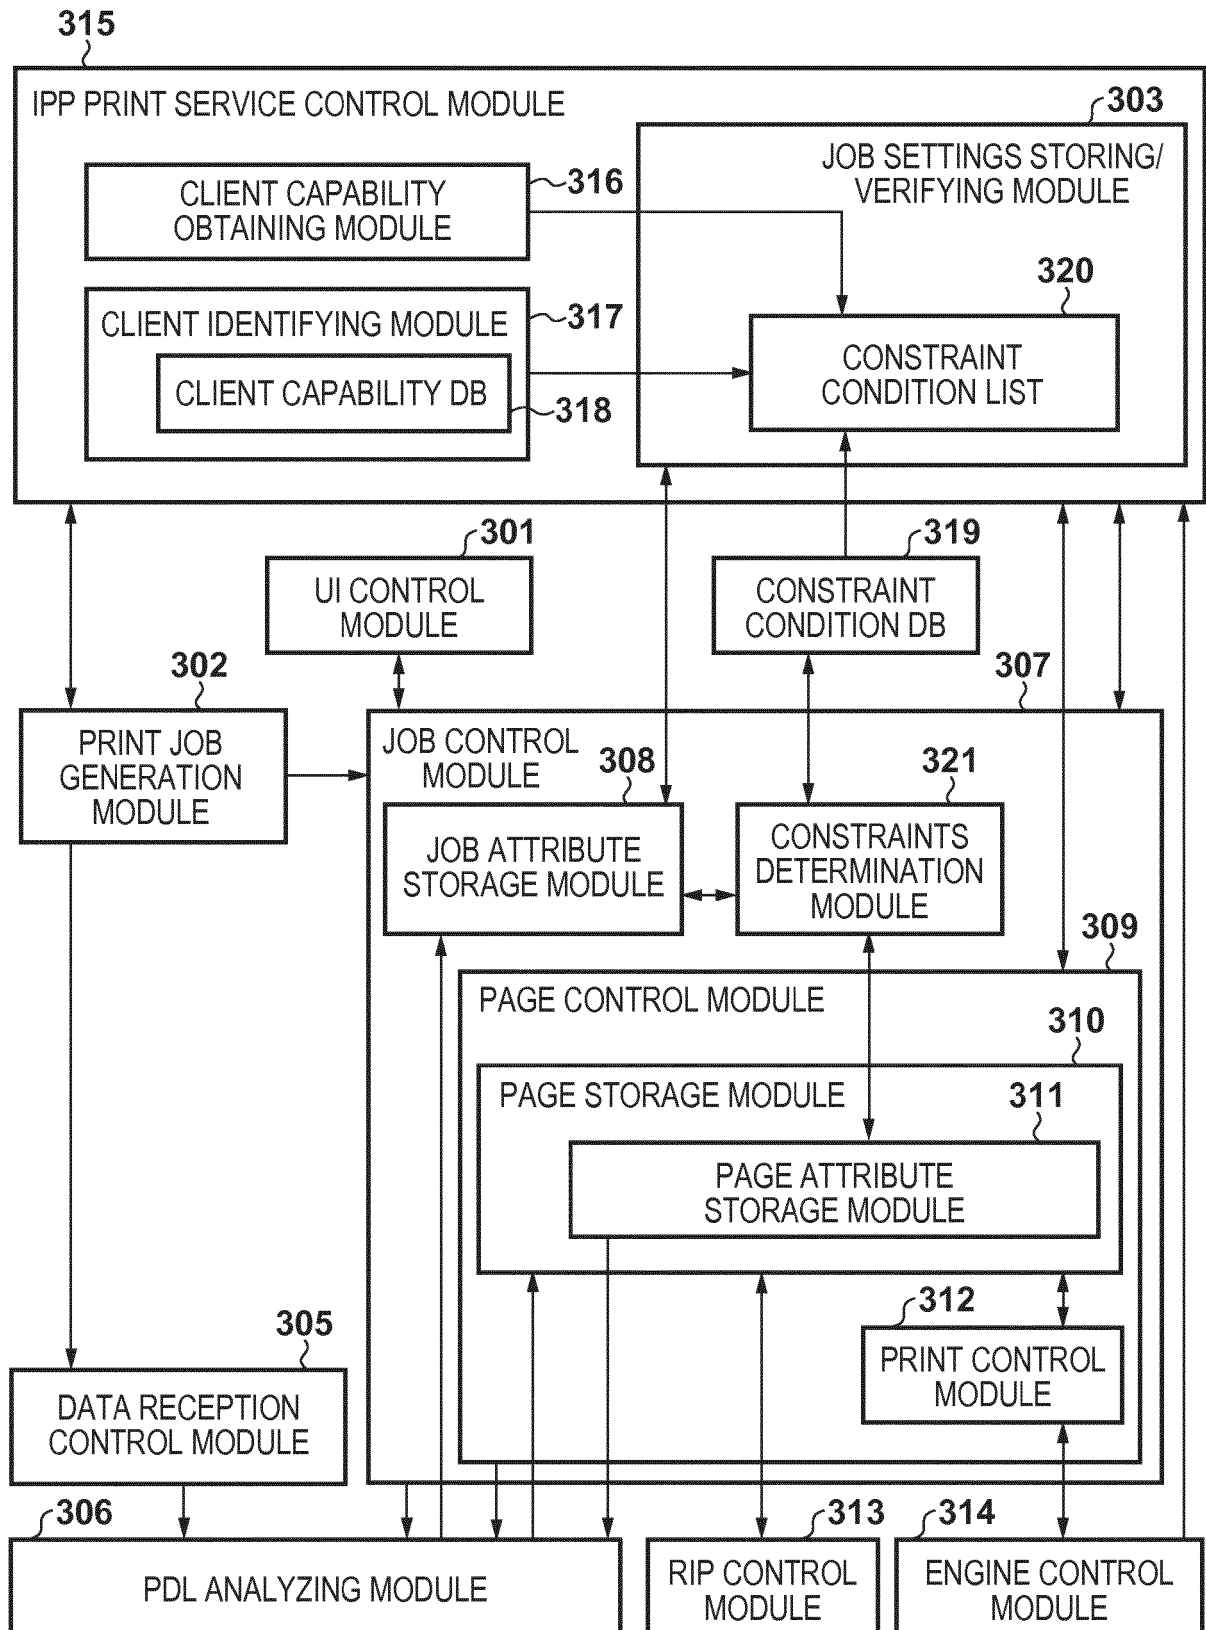 315
IPP PRINT SERVICE CONTROL MODULE
303
JOB SETTINGS STORING/
VERIFYING MODULE
CLIENT CAPABILITY
OBTAINING MODULE
316
320
CLIENT IDENTIFYING MODULE
317
CLIENT CAPABILITY DB
318
CONSTRAINT
CONDITION LIST
301
UI CONTROL
MODULE
319
CONSTRAINT
CONDITION DB
302
PRINT JOB
GENERATION
MODULE
307
JOB CONTROL
MODULE
308
JOB ATTRIBUTE
STORAGE MODULE
321
CONSTRAINTS
DETERMINATION
MODULE
309
PAGE CONTROL MODULE
310
PAGE STORAGE MODULE
311
PAGE ATTRIBUTE
STORAGE MODULE
312
PRINT CONTROL
MODULE
305
DATA RECEPTION
CONTROL MODULE
306
PDL ANALYZING MODULE
313
RIP CONTROL
MODULE
314
ENGINE CONTROL
MODULE